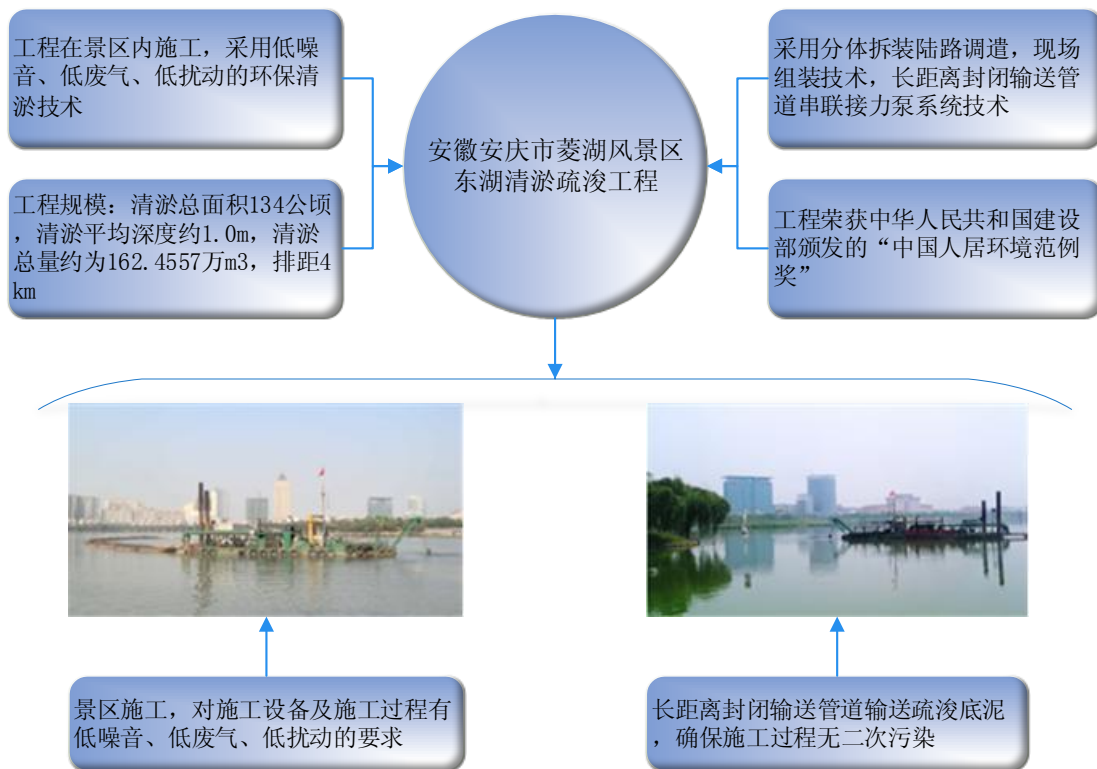 工程在景区内施工，采用低噪
音、低废气、低扰动的环保清
淤技术
采用分体拆装陆路调遣，现场
组装技术，长距离封闭输送管
道串联接力泵系统技术
安徽安庆市菱湖风景区
东湖清淤疏浚工程
工程规模：清淤总面积134公顷
，清淤平均深度约1.0m，清淤
总量约为162.4557万m3，排距4
km
工程荣获中华人民共和国建设
部颁发的“中国人居环境范例
奖”
景区施工，对施工设备及施工过程有
低噪音、低废气、低扰动的要求
长距离封闭输送管道输送疏浚底泥
，确保施工过程无二次污染